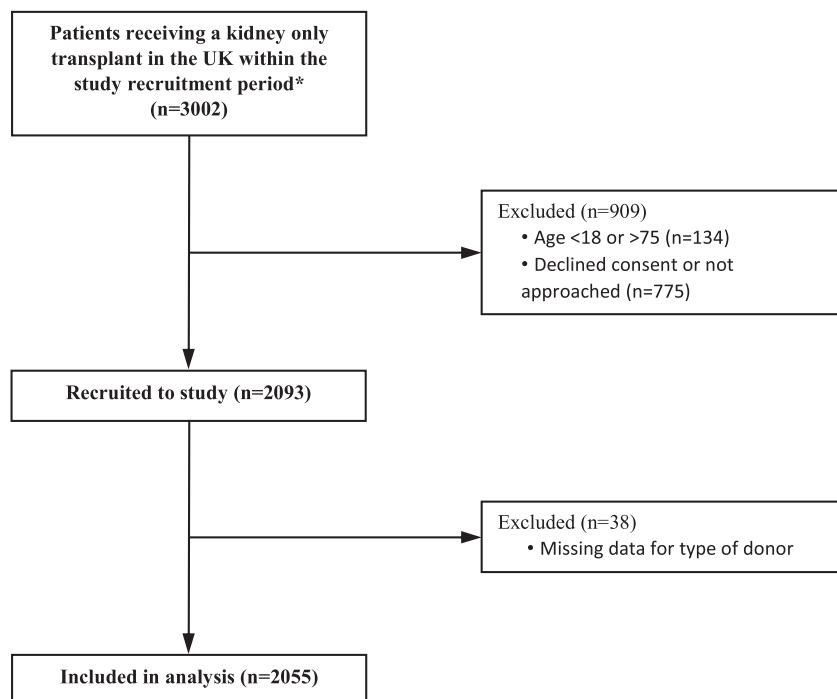 Patients receiving a kidney only
transplant in the UK within the
study recruitment period*
(n=3002)
Excluded (n=909)
• Age <18 or >75 (n=134)
• Declined consent or not
approached (n=775)
Recruited to study (n=2093)
Excluded (n=38)
• Missing data for type of donor
Included in analysis (n=2055)